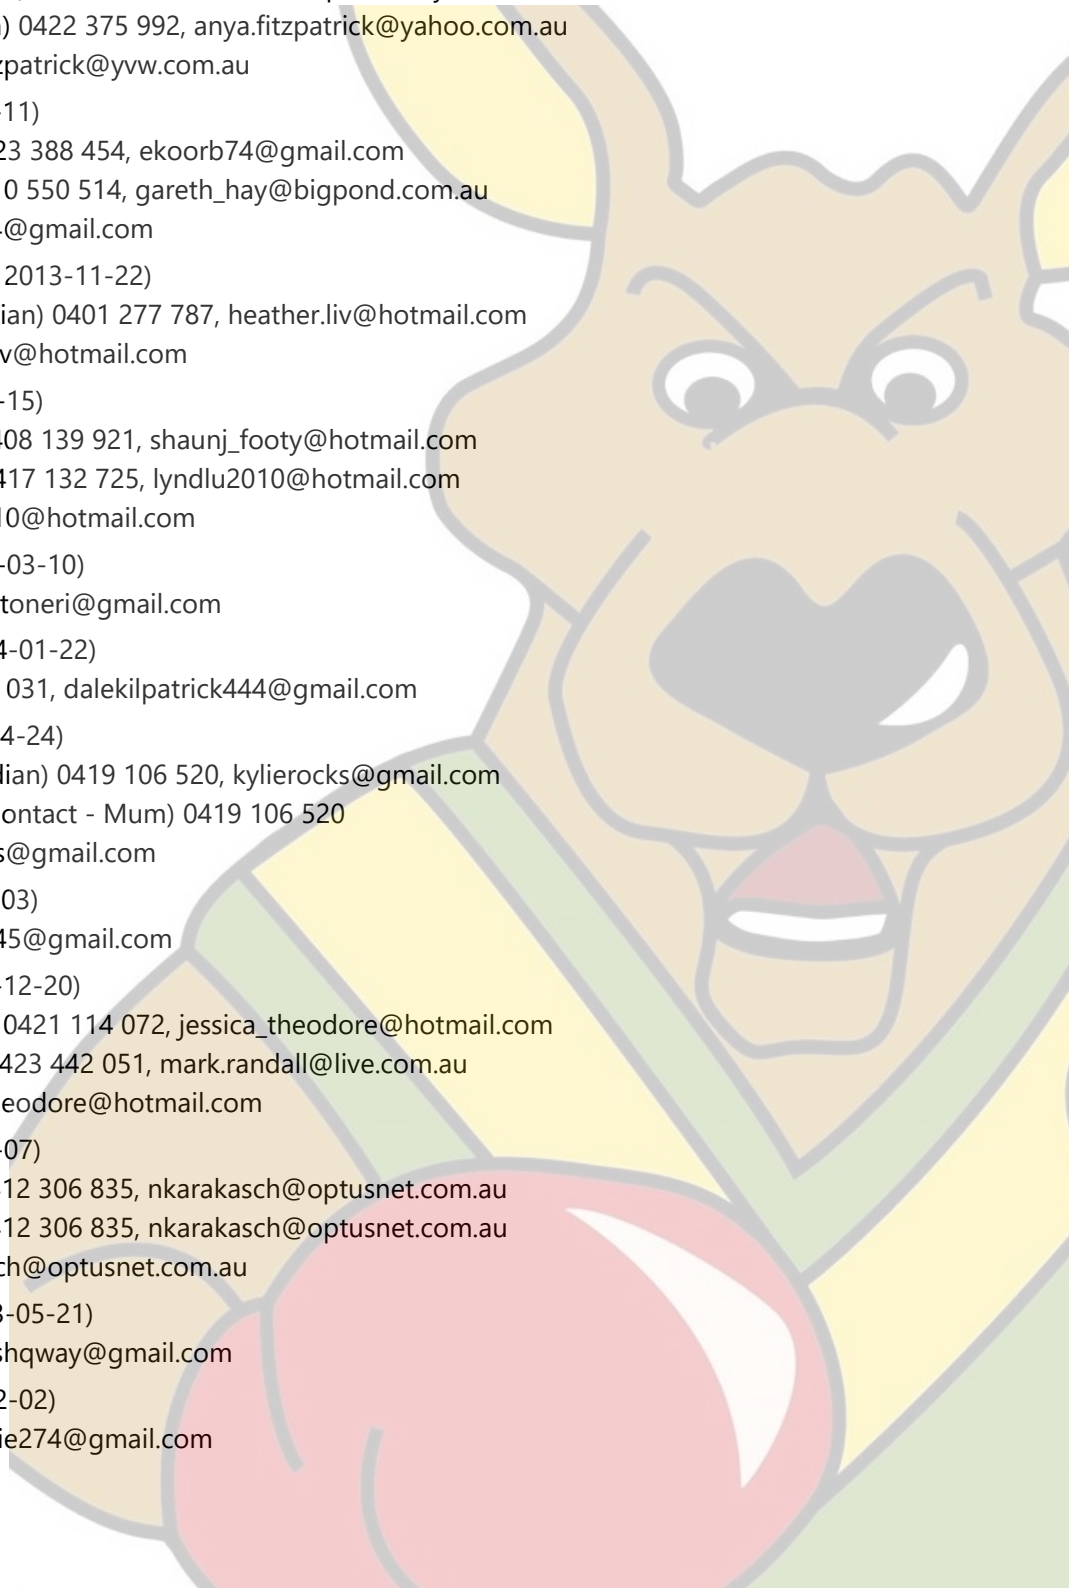 ) 0422 375 992, anya.fitzpatrick@yahoo.com.au
zpatrick@yvw.com.au
-11)
23 388 454, ekoorb74@gmail.com
0 550 514, gareth_hay@bigpond.com.au
@gmail.com
2013-11-22)
ian) 0401 277 787, heather.liv@hotmail.com
v@hotmail.com
-15)
408 139 921, shaunj_footy@hotmail.com
417 132 725, lyndlu2010@hotmail.com
10@hotmail.com
-03-10)
toneri@gmail.com
4-01-22)
031, dalekilpatrick444@gmail.com
4-24)
dian) 0419 106 520, kylierocks@gmail.com
ontact - Mum) 0419 106 520
s@gmail.com
03)
45@gmail.com
-12-20)
0421 114 072, jessica_theodore@hotmail.com
423 442 051, mark.randall@live.com.au
eodore@hotmail.com
-07)
12 306 835, nkarakasch@optusnet.com.au
12 306 835, nkarakasch@optusnet.com.au
ch@optusnet.com.au
3-05-21)
shqway@gmail.com
2-02)
ie274@gmail.com